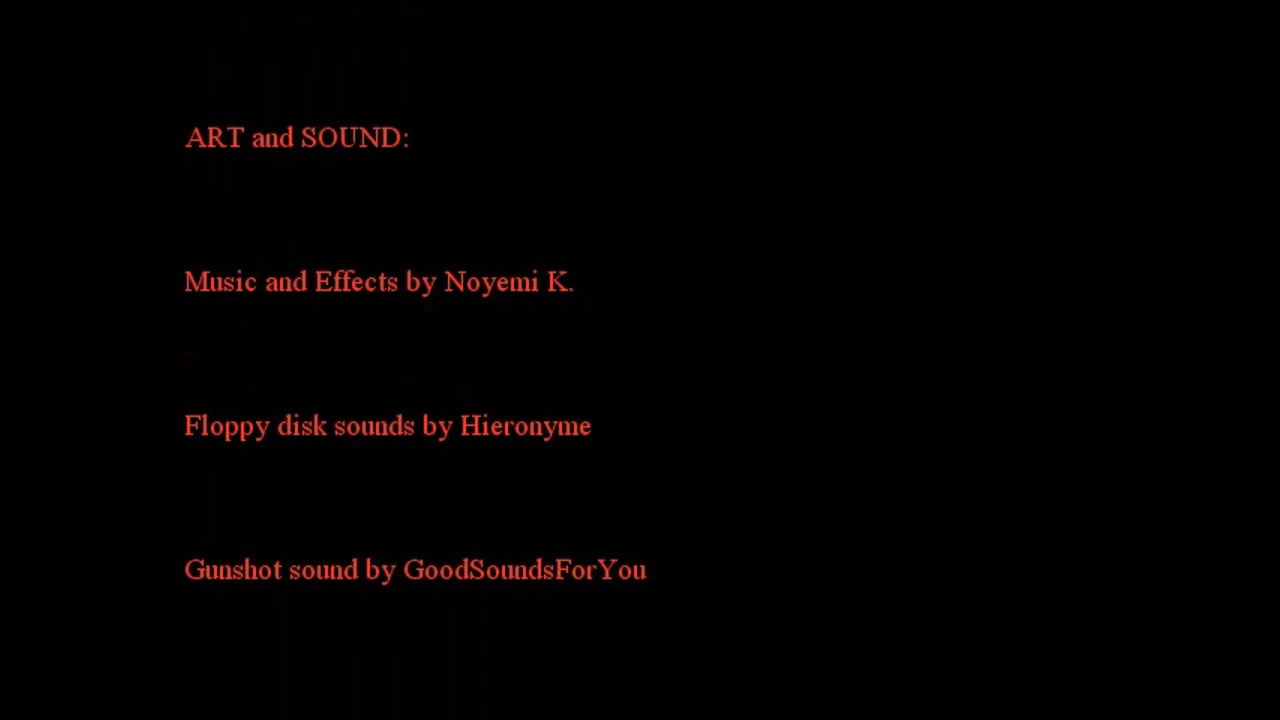 ART and SOUND:
Music and Effects by Noyemi K.
Floppy disk sounds by Hieronyme
Gunshot sound by GoodSoundsForYou